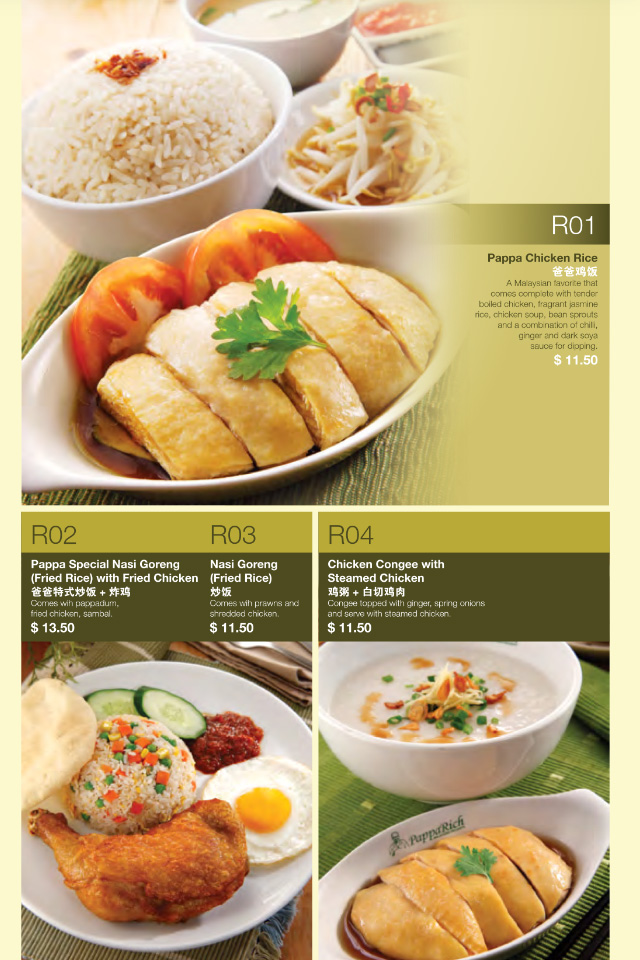 R01
Pappa Chicken Rice
爸爸鸡饭
A Malaysian favorite that
comes complete with tender
boiled chicken, fragrant jasmine
rice, chicken soup, bean sprouts
and a combination of chilli,
ginger and dark soya
sauce for dipping.
$ 11.50
R02
Pappa Special Nasi Goreng
(Fried Rice) with Fried Chicken
爸爸特式炒饭 + 炸鸡
Comes wih pappadum,
fried chicken, sambal.
$ 13.50
R03
Nasi Goreng
(Fried Rice)
炒饭
Comes wih prawns and
shredded chicken.
$ 11.50
R04
Chicken Congee with
Steamed Chicken
鸡粥 + 白切鸡肉
Congee topped with ginger, spring onions
and serve with steamed chicken.
$ 11.50
PappaRich